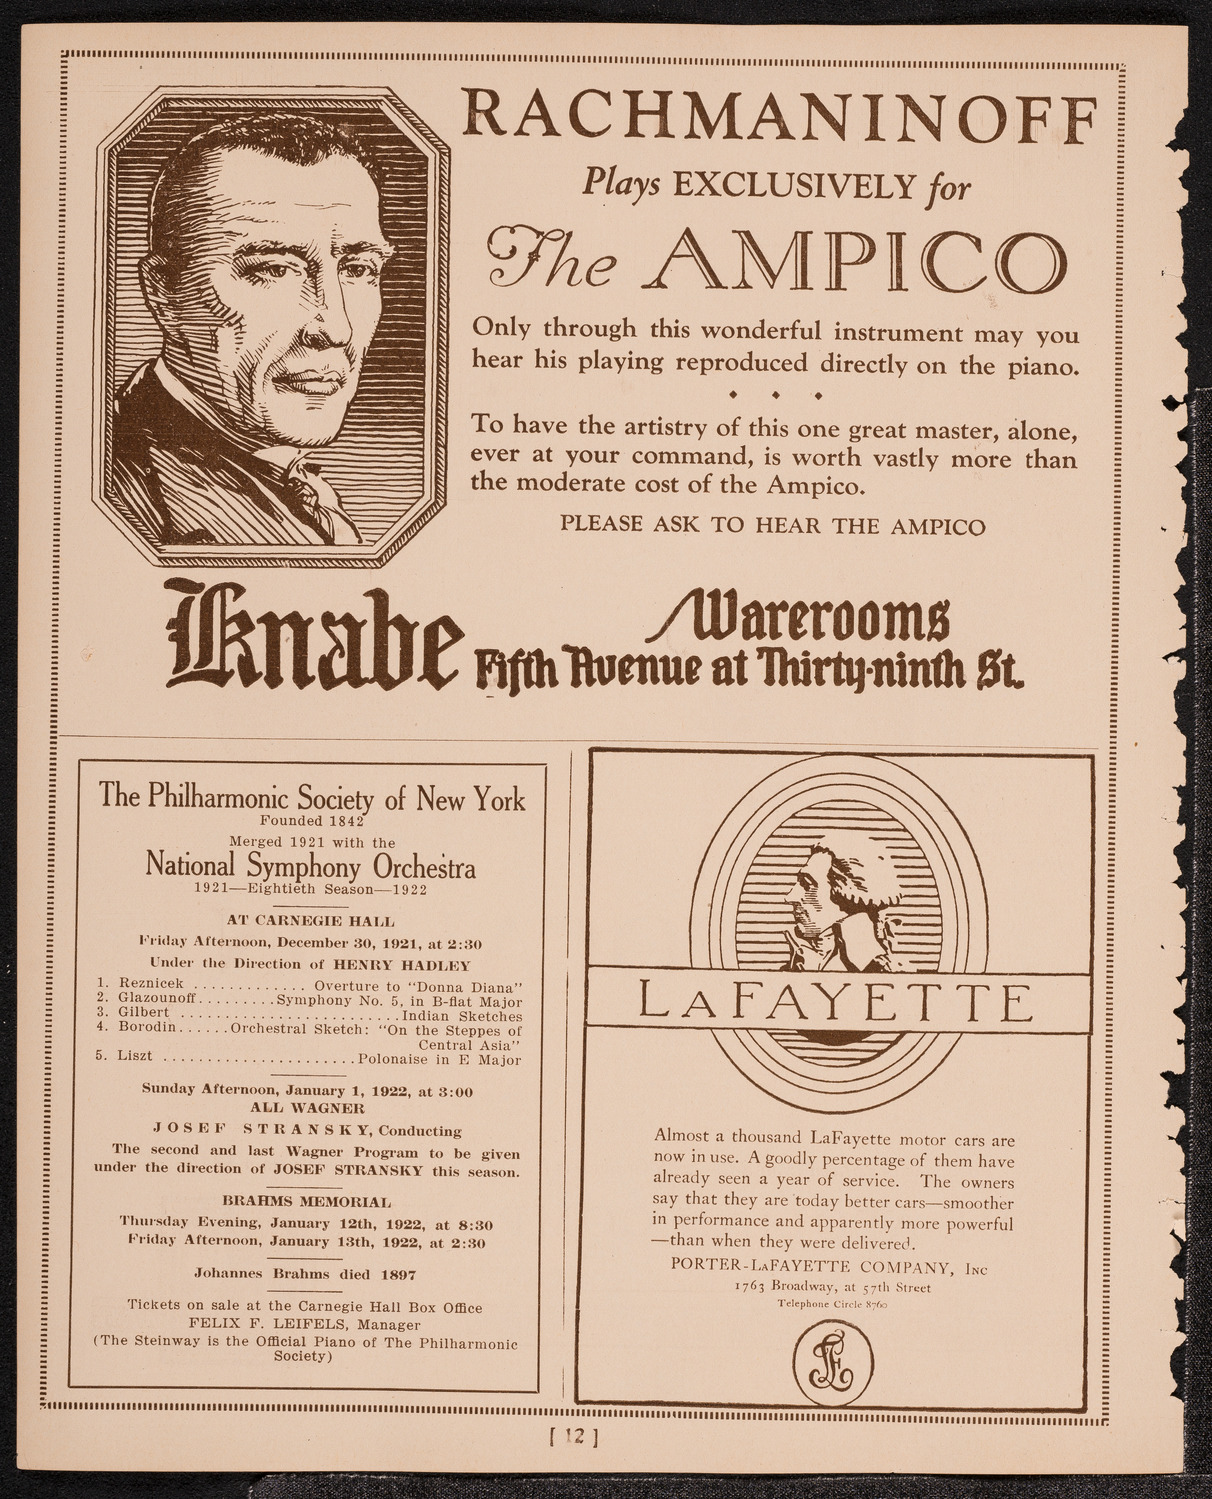 RACHMANINOFF
Plays EXCLUSIVELY for
The AMPICO
Only through this wonderful instrument may you
hear his playing reproduced directly on the piano.
To have the artistry of this one great master, alone,
ever at your command, is worth vastly more than
the moderate cost of the Ampico.
PLEASE ASK TO HEAR THE AMPICO
Knabe
Warerooms
Fifth Avenue at Thirty-ninth St.
The Philharmonic Society of New York
Founded 1842
Merged 1921 with the
National Symphony Orchestra
1921—Eightieth Season—1922
AT CARNEGIE HALL
Friday Afternoon, December 30, 1921, at 2:30
Under the Direction of HENRY HADLEY
1. Reznicek ............. Overture to "Donna Diana"
2. Glazounoff.........Symphony No. 5, in B-flat Major
3. Gilbert .........................Indian Sketches
4. Borodin......Orchestral Sketch: "On the Steppes of
Central Asia"
5. Liszt ......................Polonaise in E Major
Sunday Afternoon, January 1, 1922, at 3:00
ALL WAGNER
JOSEF STRANSKY, Conducting
The second and last Wagner Program to be given
under the direction of JOSEF STRANSKY this season.
BRAHMS MEMORIAL
Thursday Evening, January 12th, 1922, at 8:30
Friday Afternoon, January 13th, 1922, at 2:30
Johannes Brahms died 1897
Tickets on sale at the Carnegie Hall Box Office
FELIX F. LEIFELS, Manager
(The Steinway is the Official Piano of The Philharmonic
Society)
LAFAYETTE
Almost a thousand LaFayette motor cars are
now in use. A goodly percentage of them have
already seen a year of service. The owners
say that they are today better cars—smoother
in performance and apparently more powerful
—than when they were delivered.
PORTER-LAFAYETTE COMPANY, INC
1763 Broadway, at 57th Street
Telephone Circle 8760
[ 12 ]